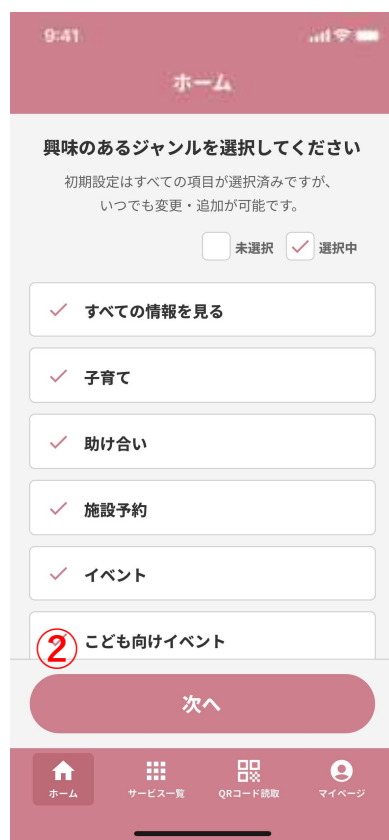 9:41
ホーム
興味のあるジャンルを選択してください
初期設定はすべての項目が選択済みですが、
いつでも変更・追加が可能です。
未選択 選択中
すべての情報を見る
子育て
助け合い
施設予約
イベント
② こども向けイベント
次へ
ホーム サービス一覧 QRコード読取 マイページ